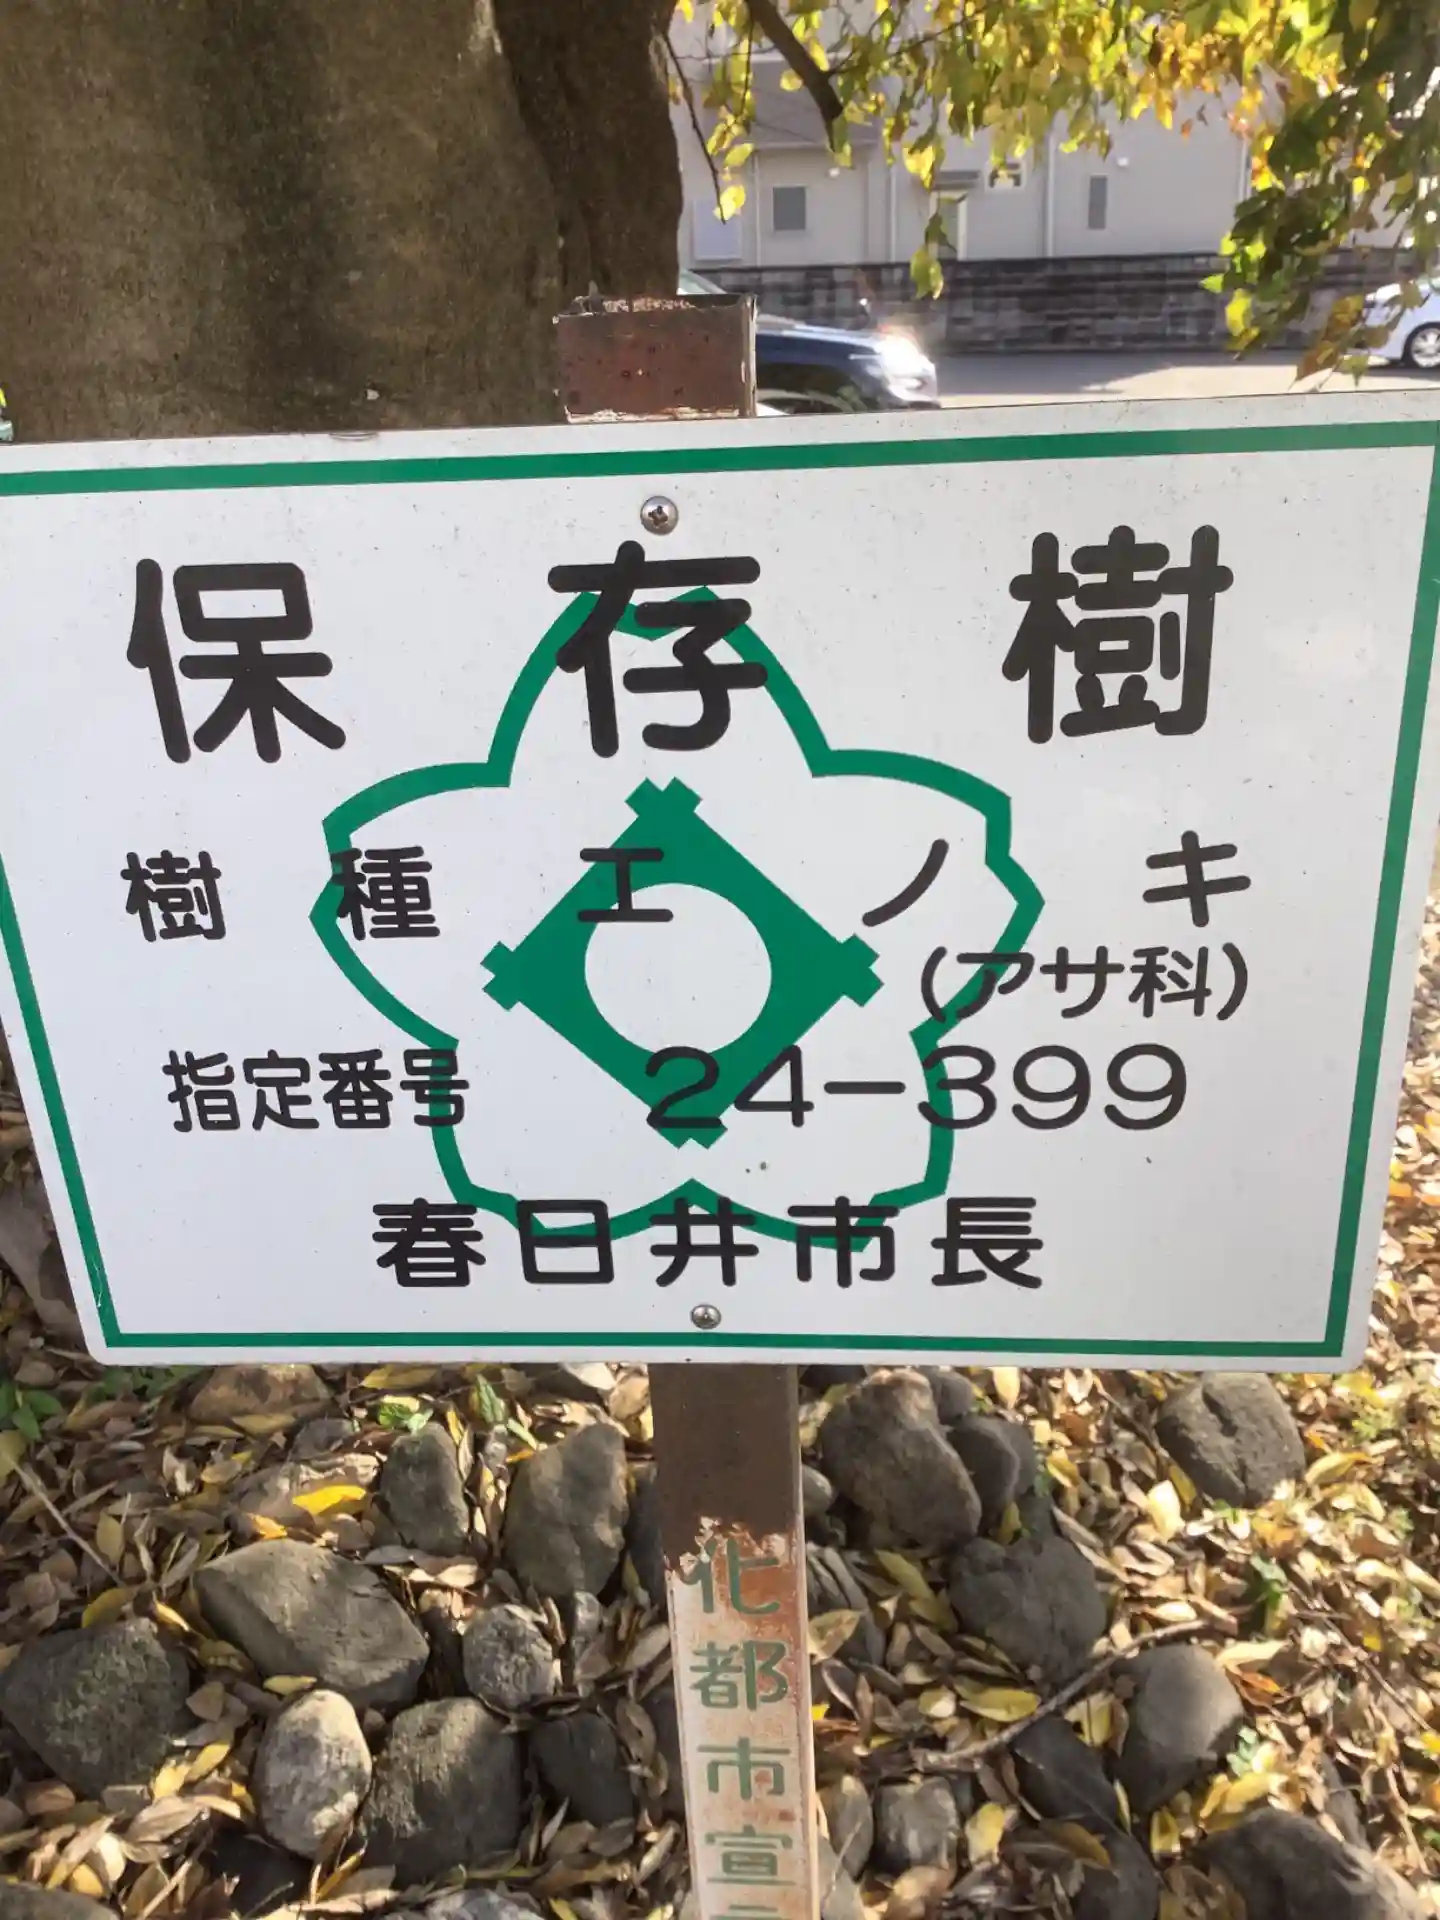 保存樹
樹種 エノキ
(アサ科)
指定番号 24-399
春日井市長
化都市宣